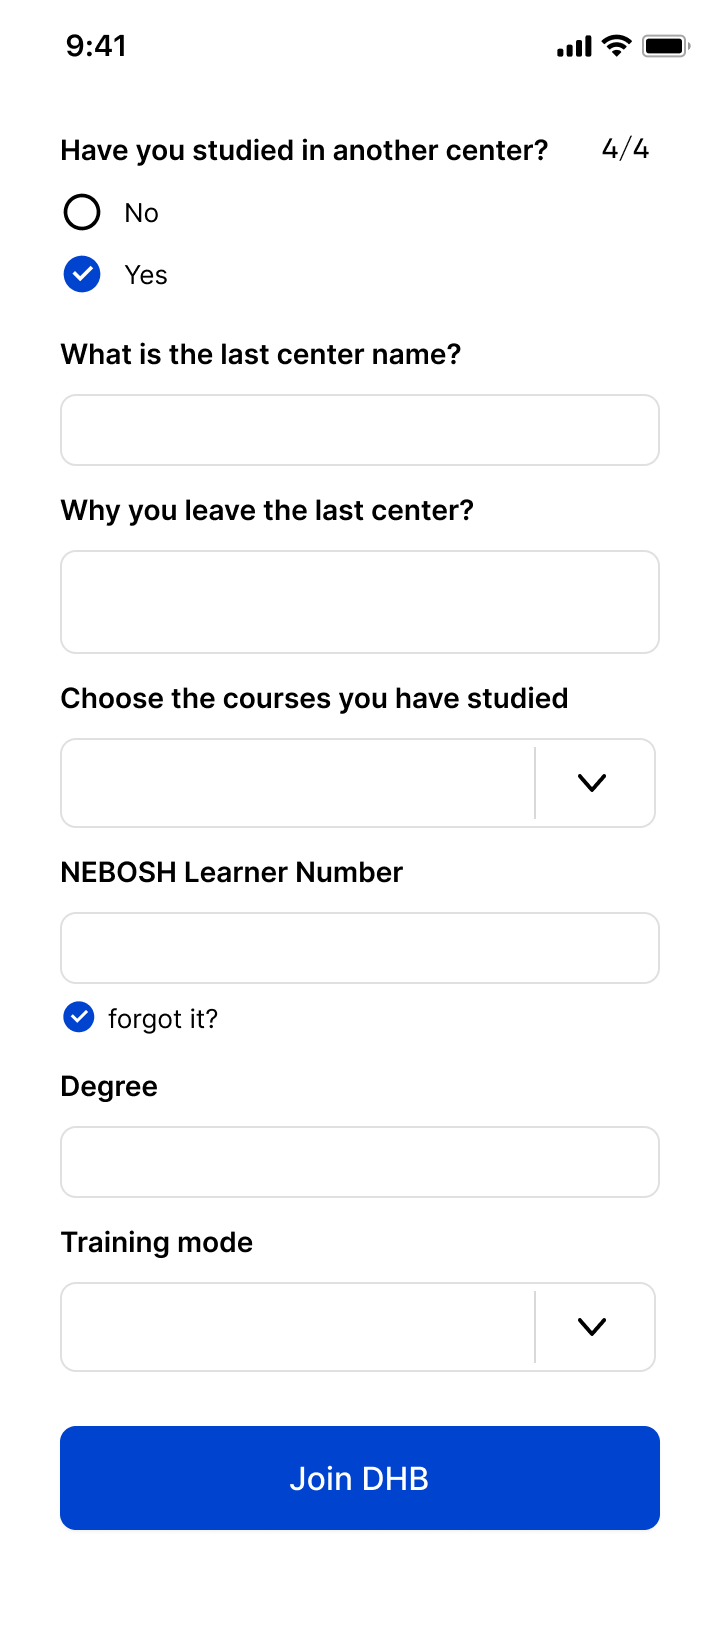 9:41
Have you studied in another center? 4/4
No
Yes
What is the last center name?
Why you leave the last center?
Choose the courses you have studied
NEBOSH Learner Number
forgot it?
Degree
Training mode
Join DHB